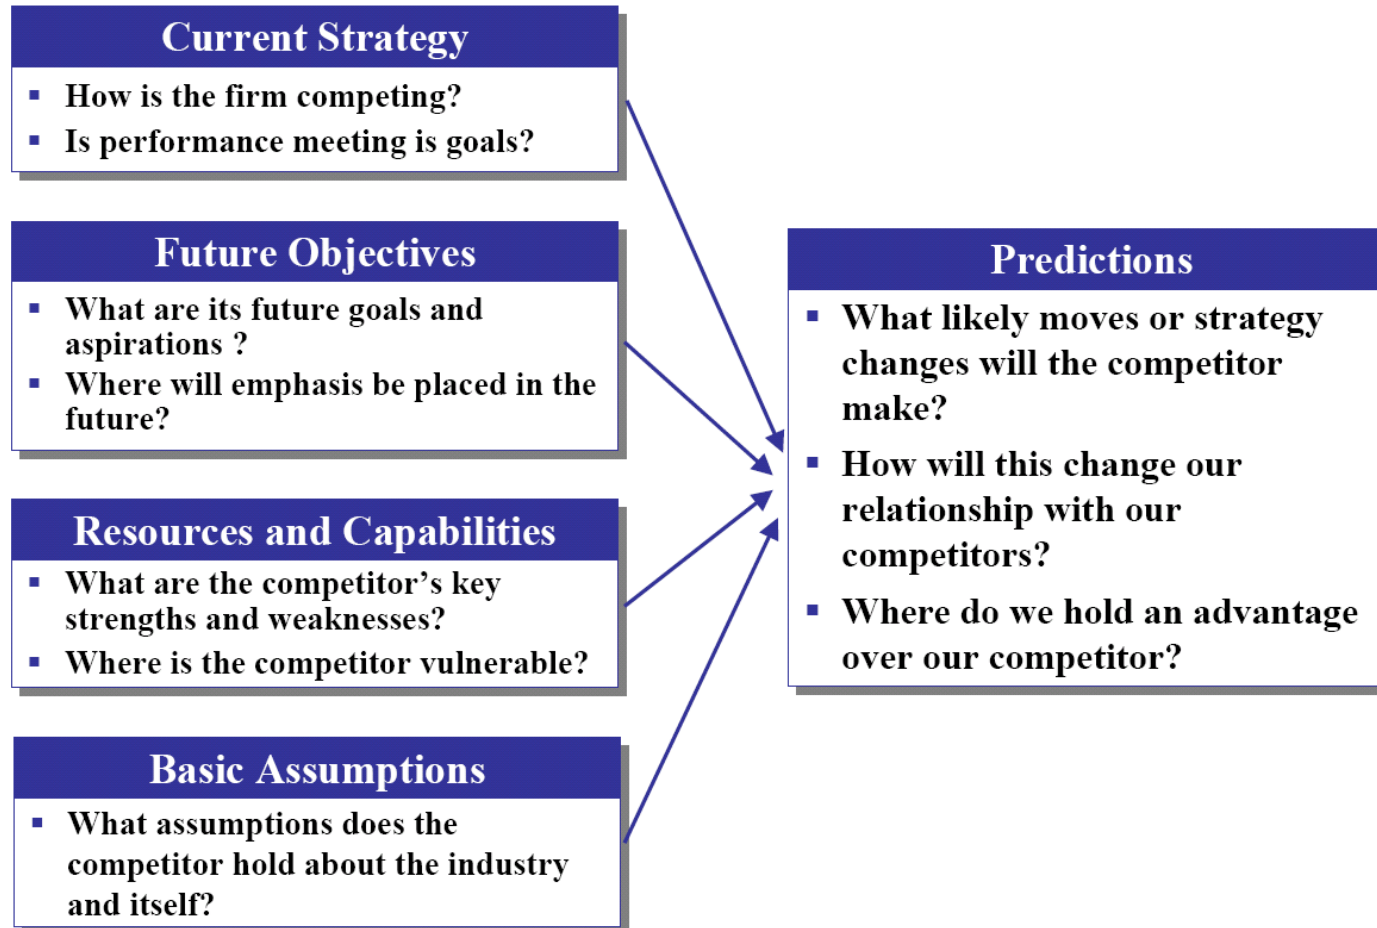 Current Strategy
▪ How is the firm competing?
▪ Is performance meeting is goals?
Future Objectives
▪ What are its future goals and
aspirations ?
▪ Where will emphasis be placed in the
future?
Resources and Capabilities
▪ What are the competitor’s key
strengths and weaknesses?
▪ Where is the competitor vulnerable?
Basic Assumptions
▪ What assumptions does the
competitor hold about the industry
and itself?
Predictions
▪ What likely moves or strategy
changes will the competitor
make?
▪ How will this change our
relationship with our
competitors?
▪ Where do we hold an advantage
over our competitor?